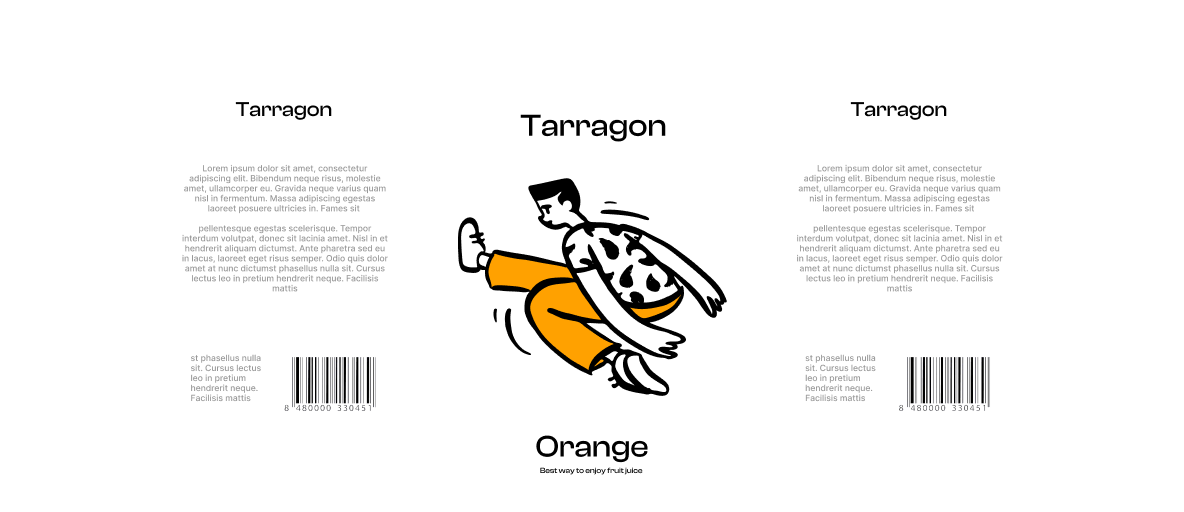 Tarragon
Lorem ipsum dolor sit amet, consectetur
adipiscing elit. Bibendum neque risus, molestie
amet, ullamcorper eu. Gravida neque varius quam
nisl in fermentum. Massa adipiscing egestas
laoreet posuere ultricies in. Fames sit
pellentesque egestas scelerisque. Tempor
interdum volutpat, donec sit lacinia amet. Nisl in et
hendrerit aliquam dictumst. Ante pharetra sed eu
in lacus, laoreet eget risus semper. Odio quis dolor
amet at nunc dictumst phasellus nulla sit. Cursus
lectus leo in pretium hendrerit neque. Facilisis
mattis
st phasellus nulla
sit. Cursus lectus
leo in pretium
hendrerit neque.
Facilisis mattis
8 480000 330451
Tarragon
Orange
Best way to enjoy fruit juice
Tarragon
Lorem ipsum dolor sit amet, consectetur
adipiscing elit. Bibendum neque risus, molestie
amet, ullamcorper eu. Gravida neque varius quam
nisl in fermentum. Massa adipiscing egestas
laoreet posuere ultricies in. Fames sit
pellentesque egestas scelerisque. Tempor
interdum volutpat, donec sit lacinia amet. Nisl in et
hendrerit aliquam dictumst. Ante pharetra sed eu
in lacus, laoreet eget risus semper. Odio quis dolor
amet at nunc dictumst phasellus nulla sit. Cursus
lectus leo in pretium hendrerit neque. Facilisis
mattis
st phasellus nulla
sit. Cursus lectus
leo in pretium
hendrerit neque.
Facilisis mattis
8 480000 330451